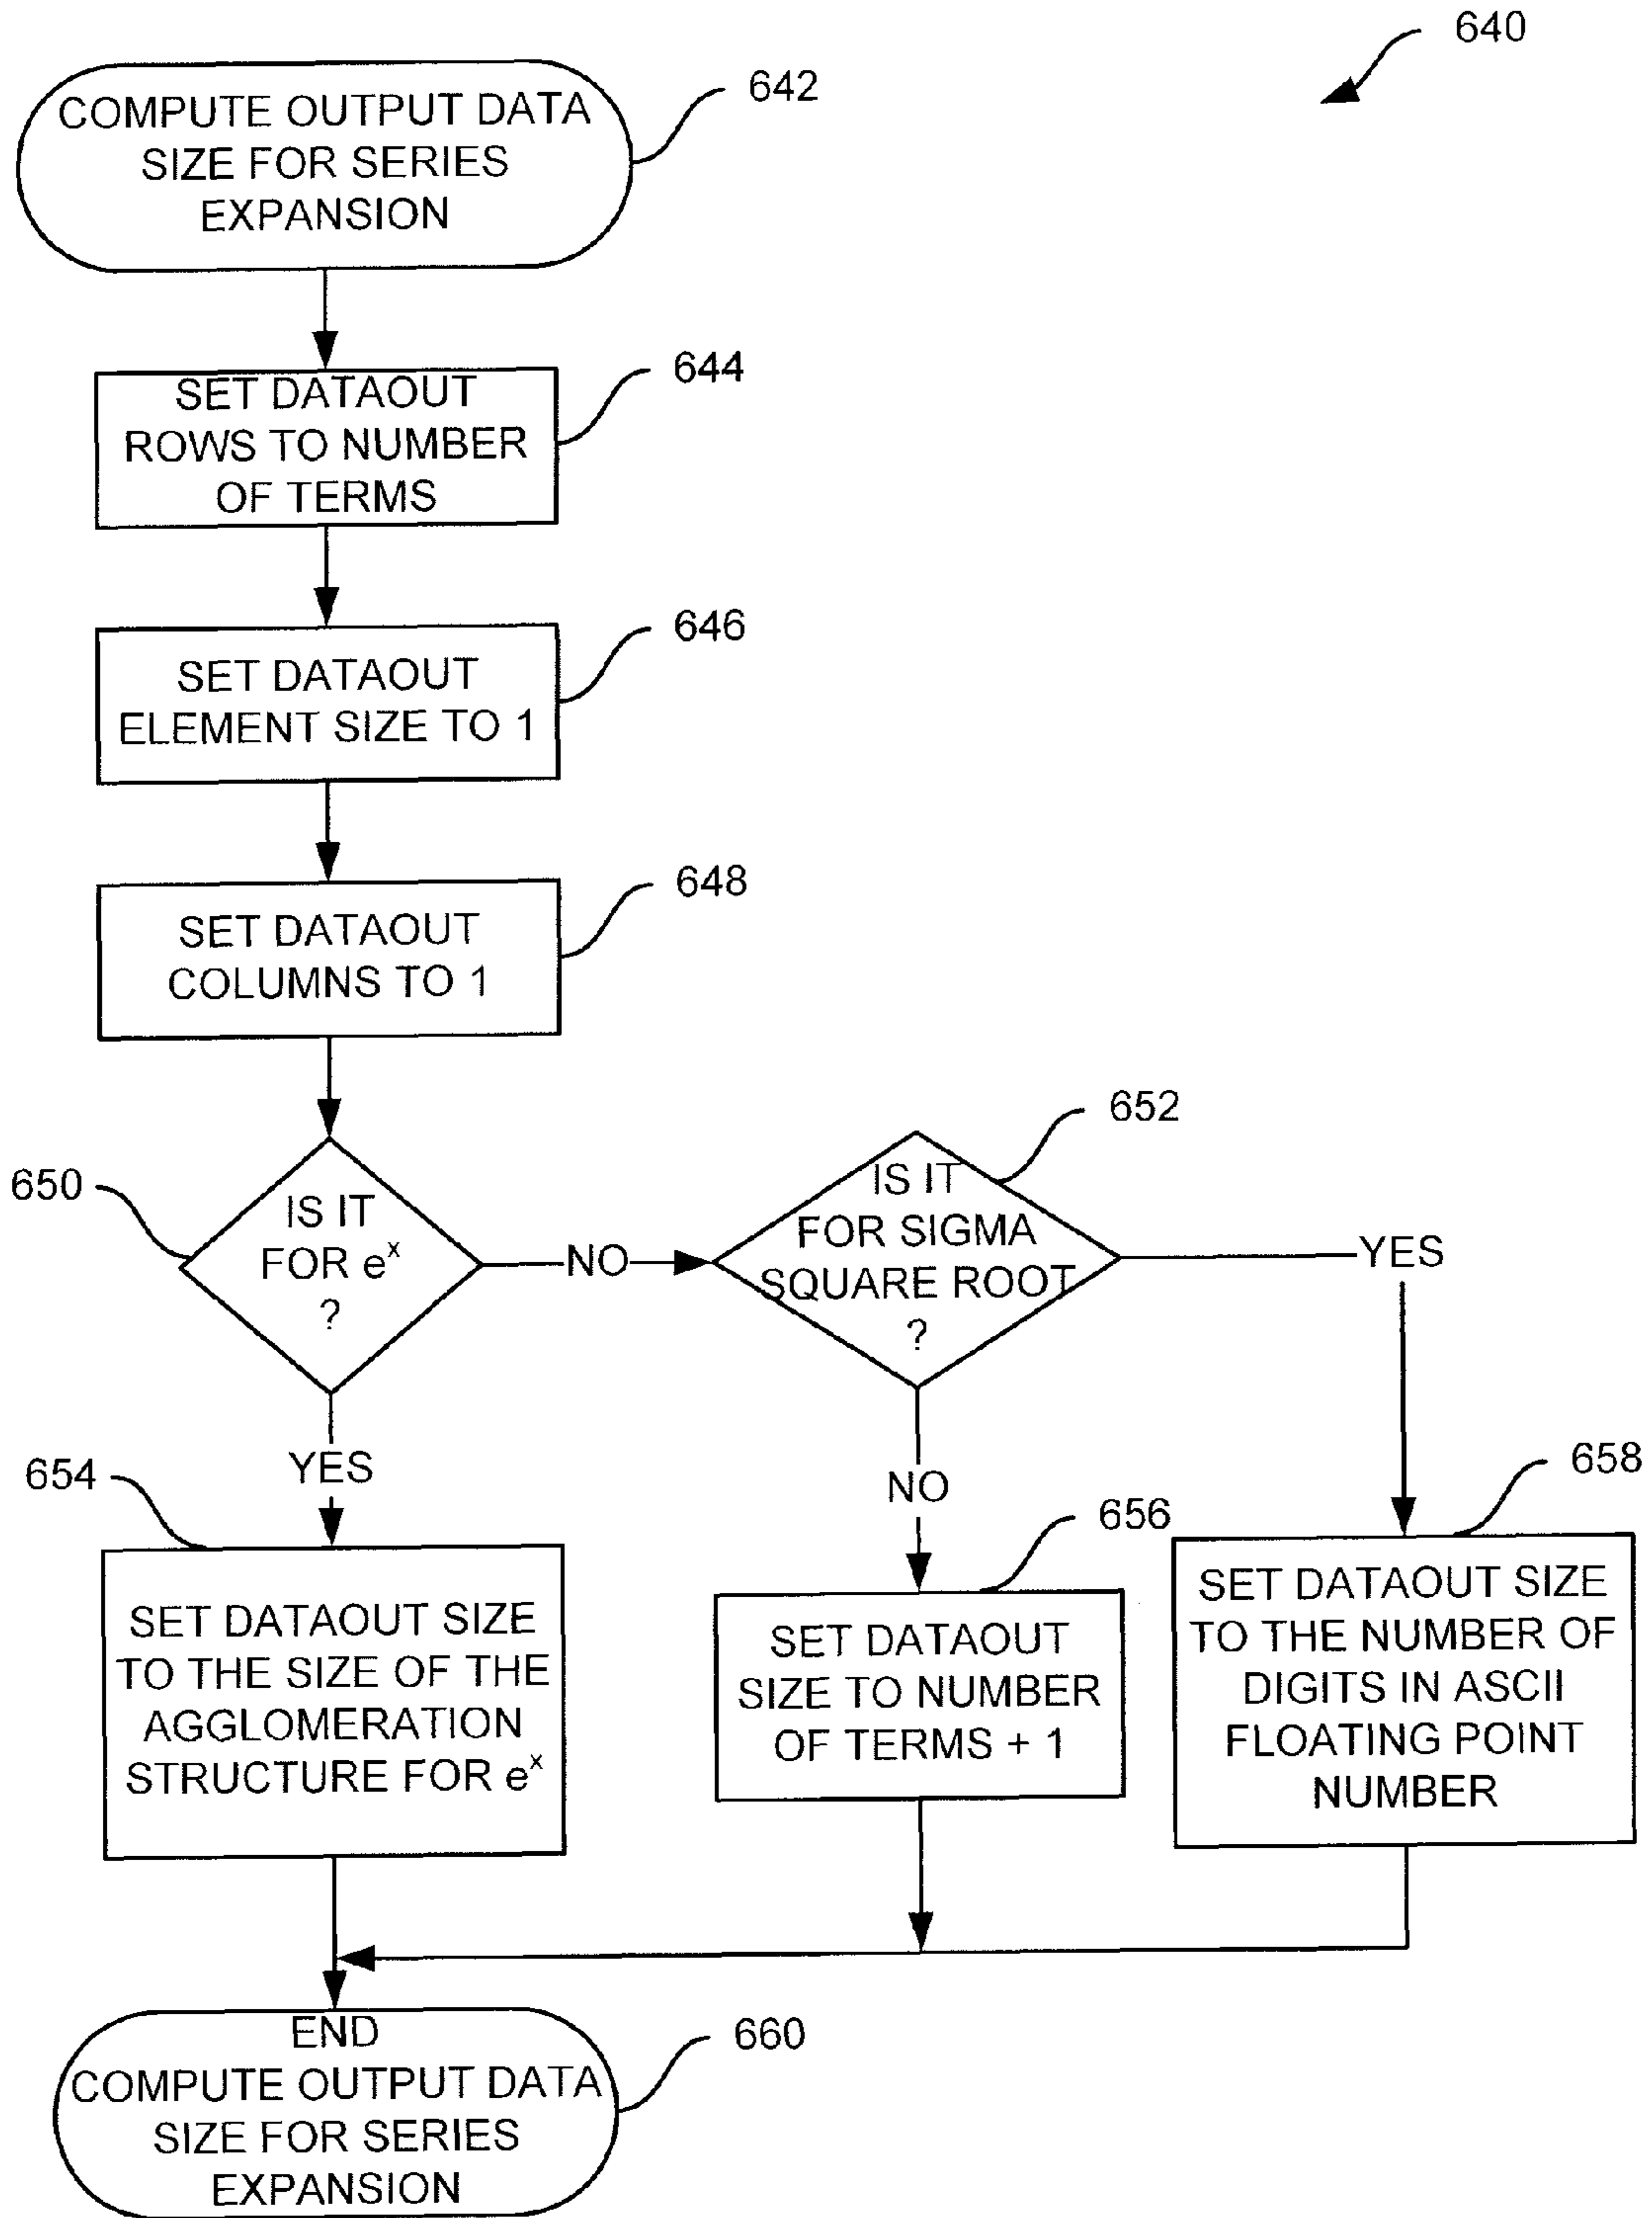 640
642
COMPUTE OUTPUT DATA
SIZE FOR SERIES
EXPANSION
644
SET DATAOUT
ROWS TO NUMBER
OF TERMS
646
SET DATAOUT
ELEMENT SIZE TO 1
648
SET DATAOUT
COLUMNS TO 1
650
IS IT
FOR e^x
?
NO
652
IS IT
FOR SIGMA
SQUARE ROOT
?
YES
YES
NO
654
SET DATAOUT SIZE
TO THE SIZE OF THE
AGGLOMERATION
STRUCTURE FOR e^x
656
SET DATAOUT
SIZE TO NUMBER
OF TERMS + 1
658
SET DATAOUT SIZE
TO THE NUMBER OF
DIGITS IN ASCII
FLOATING POINT
NUMBER
660
END
COMPUTE OUTPUT DATA
SIZE FOR SERIES
EXPANSION